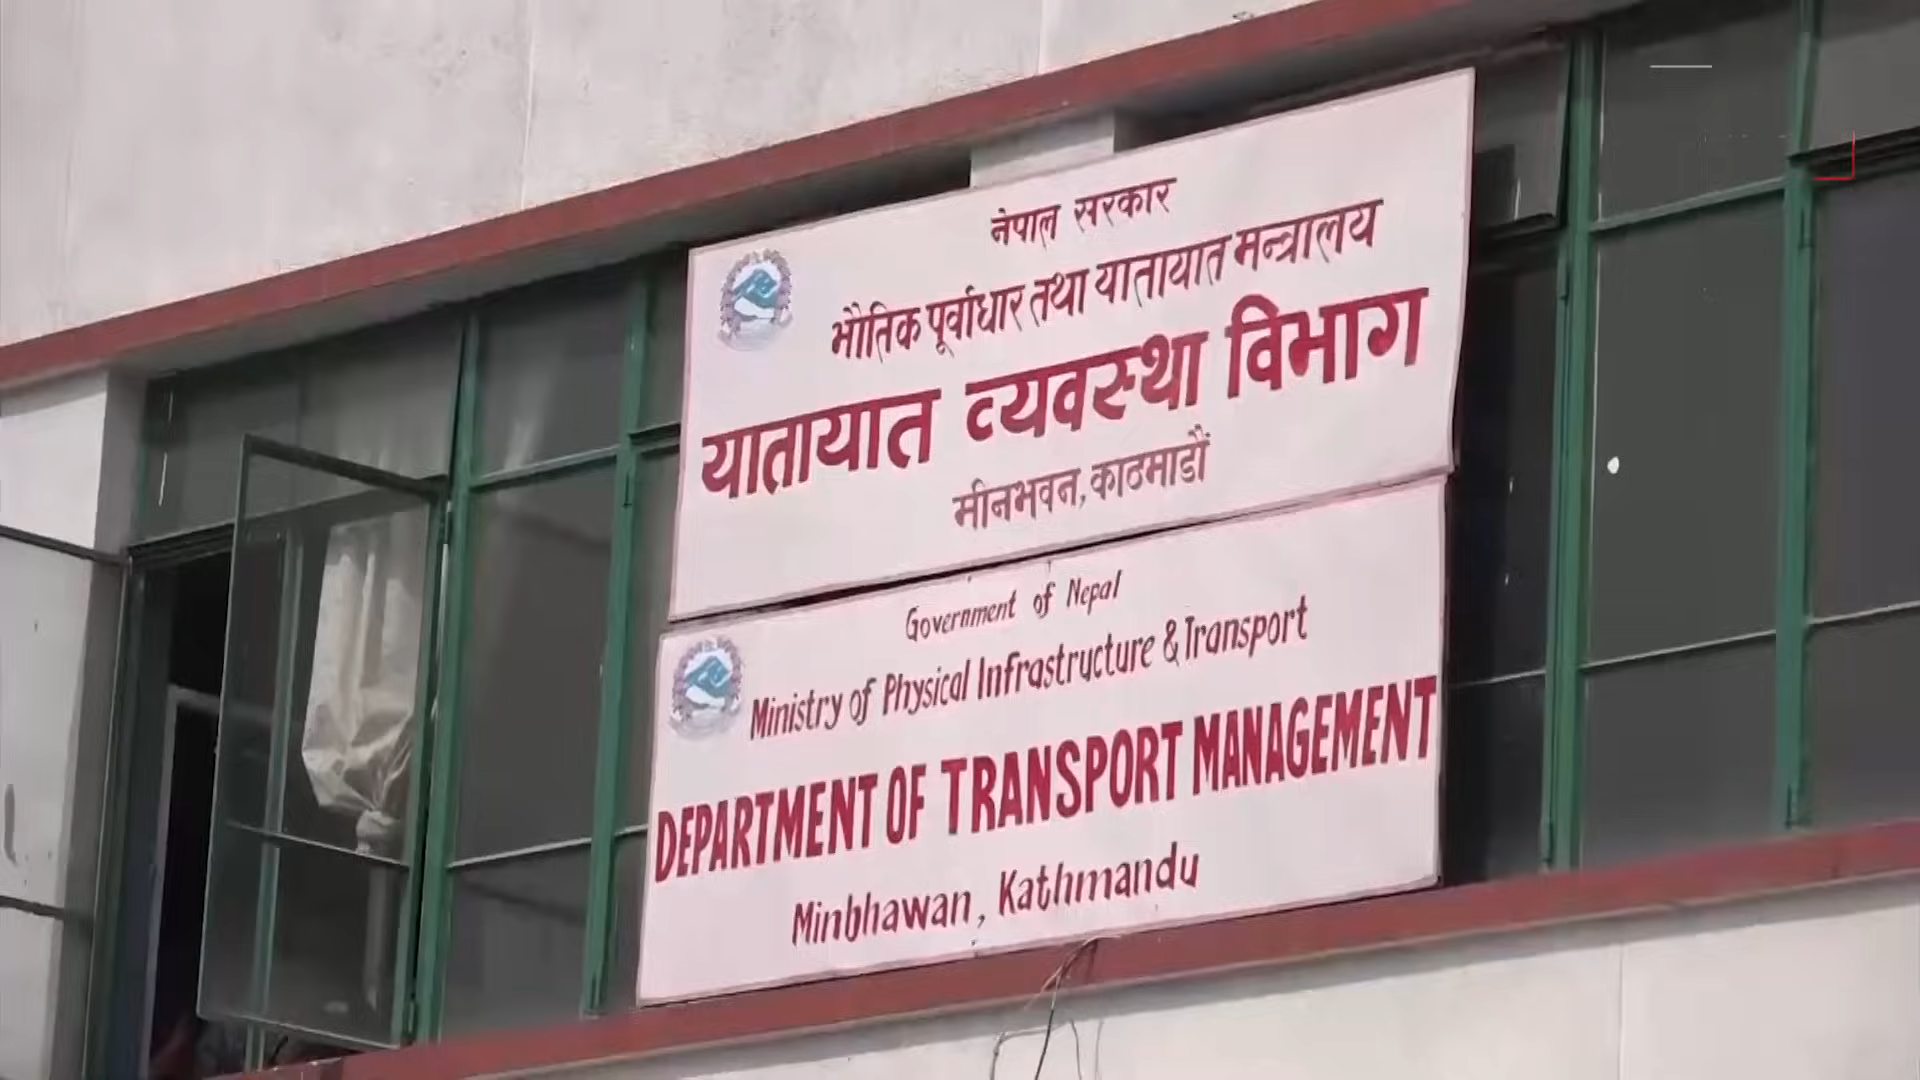 नेपाल सरकार
भौतिक पूर्वाधार तथा यातायात मन्त्रालय
यातायात व्यवस्था विभाग
मीनभवन, काठमाडौं
Government of Nepal
Ministry of Physical Infrastructure & Transport
DEPARTMENT OF TRANSPORT MANAGEMENT
Minbhawan, Kathmandu